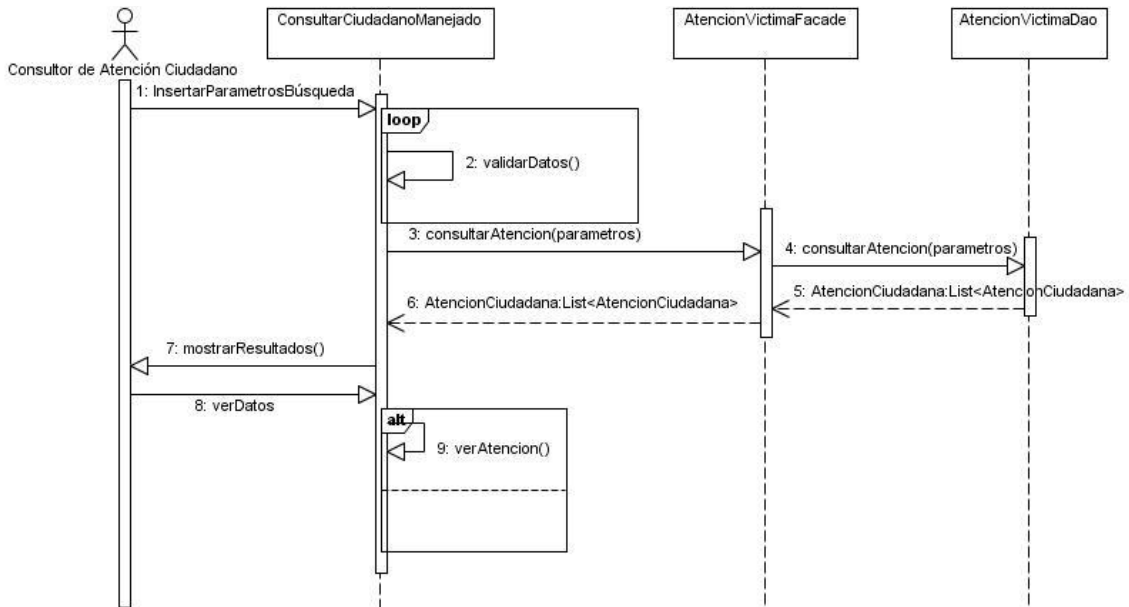 ConsultarCiudadanoManejado
AtencionVictimaFacade
AtencionVictimaDao
Consultor de Atención Ciudadano
1: InsertarParametrosBúsqueda
loop
2: validarDatos()
3: consultarAtencion(parametros)
4: consultarAtencion(parametros)
5: AtencionCiudadana:List<AtencionCiudadana>
6: AtencionCiudadana:List<AtencionCiudadana>
7: mostrarResultados()
8: verDatos
alt
9: verAtencion()